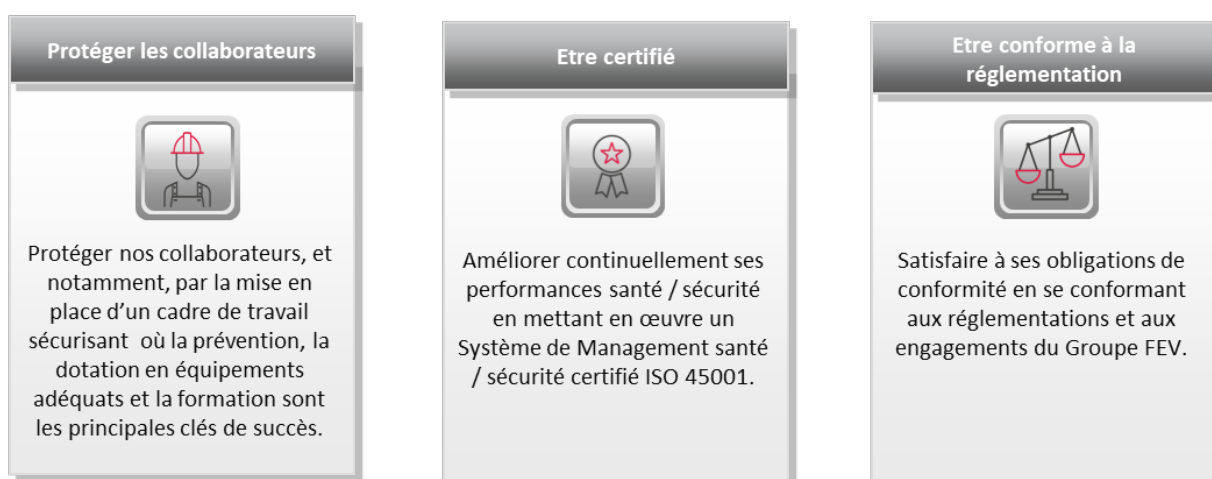 Protéger les collaborateurs
Protéger nos collaborateurs, et
notamment, par la mise en
place d’un cadre de travail
sécurisant  où la prévention, la
dotation en équipements
adéquats et la formation sont
les principales clés de succès.
Etre certifié
Améliorer continuellement ses
performances santé / sécurité
en mettant en œuvre un
Système de Management santé
/ sécurité certifié ISO 45001.
Etre conforme à la
réglementation
Satisfaire à ses obligations de
conformité en se conformant
aux réglementations et aux
engagements du Groupe FEV.